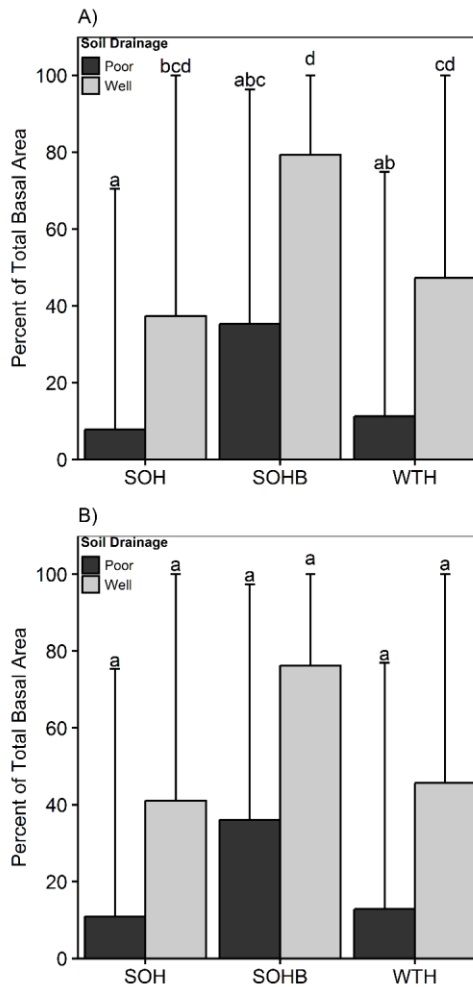 A)
Soil Drainage
Poor
Well
Percent of Total Basal Area
100
80
60
40
20
0
a
bcd
abc
d
ab
cd
SOH
SOHB
WTH
B)
Soil Drainage
Poor
Well
Percent of Total Basal Area
100
80
60
40
20
0
a
a
a
a
a
a
SOH
SOHB
WTH